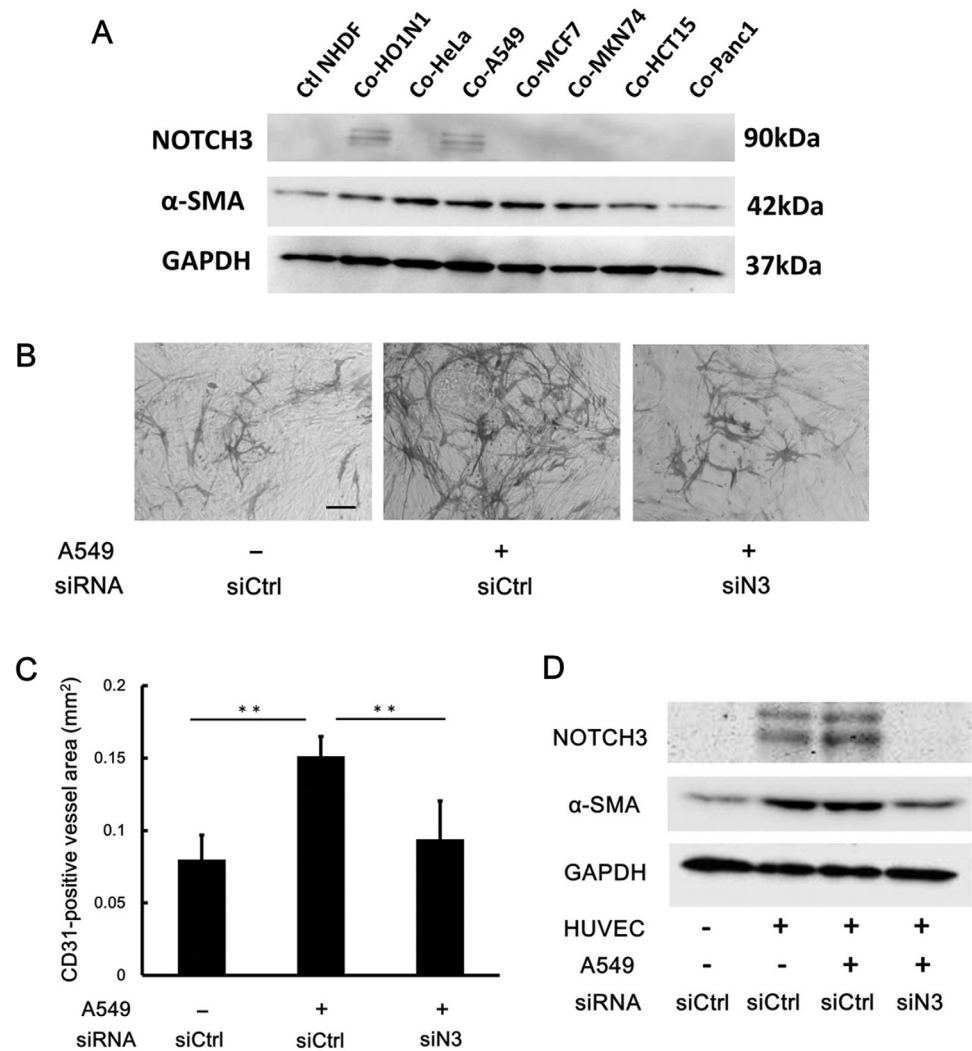 A
Ctl NHDF Co-HO1N1 Co-HeLa Co-A549 Co-MCF7 Co-MKN74 Co-HCT15 Co-Panc1
NOTCH3 90kDa
α-SMA 42kDa
GAPDH 37kDa
B
A549 – + +
siRNA siCtrl siCtrl siN3
C
CD31-positive vessel area (mm²)
0.2
0.15
0.1
0.05
0
** **
A549 – + +
siRNA siCtrl siCtrl siN3
D
NOTCH3
α-SMA
GAPDH
HUVEC - + + +
A549 - - + +
siRNA siCtrl siCtrl siCtrl siN3